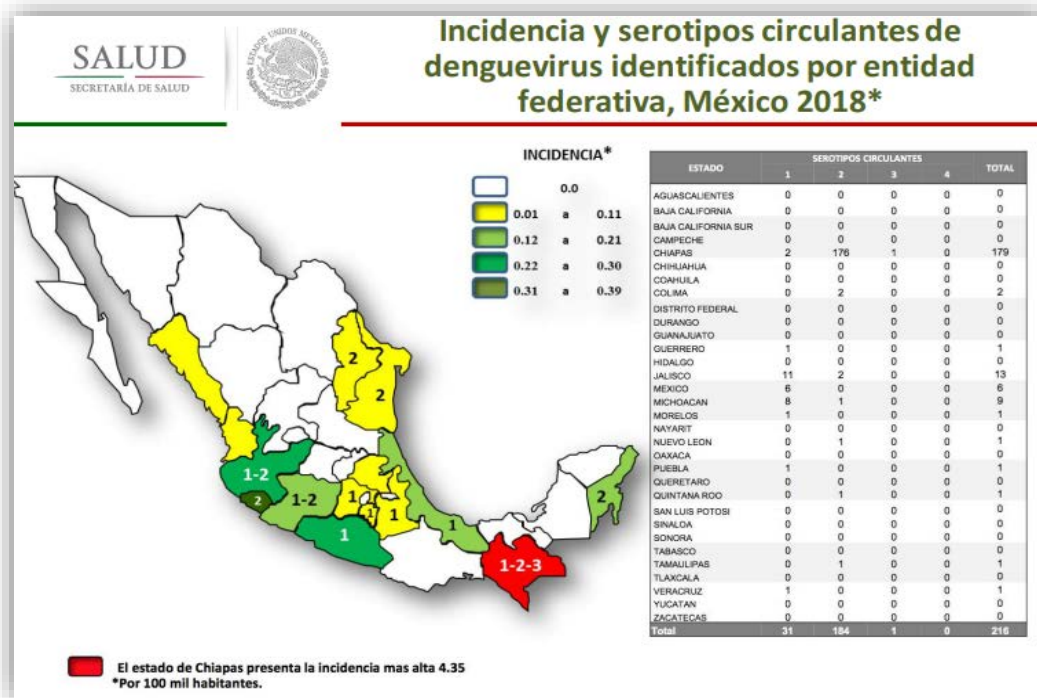 SALUD
SECRETARÍA DE SALUD
ESTADOS UNIDOS MEXICANOS
Incidencia y serotipos circulantes de
denguevirus identificados por entidad
federativa, México 2018*
INCIDENCIA*
0.0
0.01 a 0.11
0.12 a 0.21
0.22 a 0.30
0.31 a 0.39
2
2
1-2
2
1-2
1
1
1
1
1
1-2-3
2
ESTADO SEROTIPOS CIRCULANTES TOTAL
1 2 3 4
AGUASCALIENTES 0 0 0 0 0
BAJA CALIFORNIA 0 0 0 0 0
BAJA CALIFORNIA SUR 0 0 0 0 0
CAMPECHE 0 0 0 0 0
CHIAPAS 2 176 1 0 179
CHIHUAHUA 0 0 0 0 0
COAHUILA 0 0 0 0 0
COLIMA 0 2 0 0 2
DISTRITO FEDERAL 0 0 0 0 0
DURANGO 0 0 0 0 0
GUANAJUATO 0 0 0 0 0
GUERRERO 1 0 0 0 1
HIDALGO 0 0 0 0 0
JALISCO 11 2 0 0 13
MEXICO 6 0 0 0 6
MICHOACAN 8 1 0 0 9
MORELOS 1 0 0 0 1
NAYARIT 0 0 0 0 0
NUEVO LEON 0 1 0 0 1
OAXACA 0 0 0 0 0
PUEBLA 1 0 0 0 1
QUERETARO 0 0 0 0 0
QUINTANA ROO 0 1 0 0 1
SAN LUIS POTOSI 0 0 0 0 0
SINALOA 0 0 0 0 0
SONORA 0 0 0 0 0
TABASCO 0 0 0 0 0
TAMAULIPAS 0 1 0 0 1
TLAXCALA 0 0 0 0 0
VERACRUZ 1 0 0 0 1
YUCATAN 0 0 0 0 0
ZACATECAS 0 0 0 0 0
Total 31 184 1 0 216
El estado de Chiapas presenta la incidencia mas alta 4.35
*Por 100 mil habitantes.